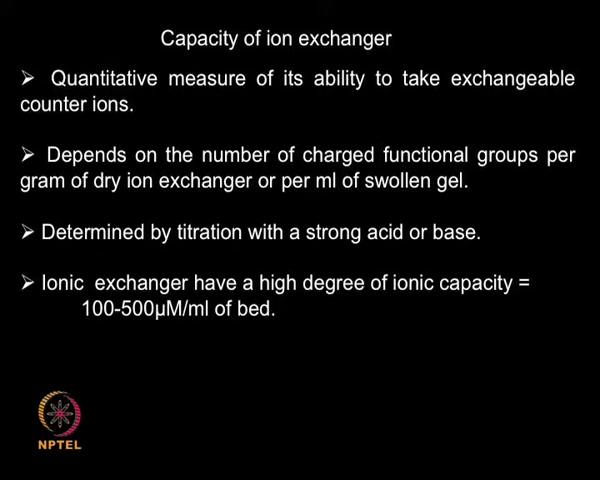 Capacity of ion exchanger
➢ Quantitative measure of its ability to take exchangeable
counter ions.
➢ Depends on the number of charged functional groups per
gram of dry ion exchanger or per ml of swollen gel.
➢ Determined by titration with a strong acid or base.
➢ Ionic exchanger have a high degree of ionic capacity =
100-500µM/ml of bed.
NPTEL